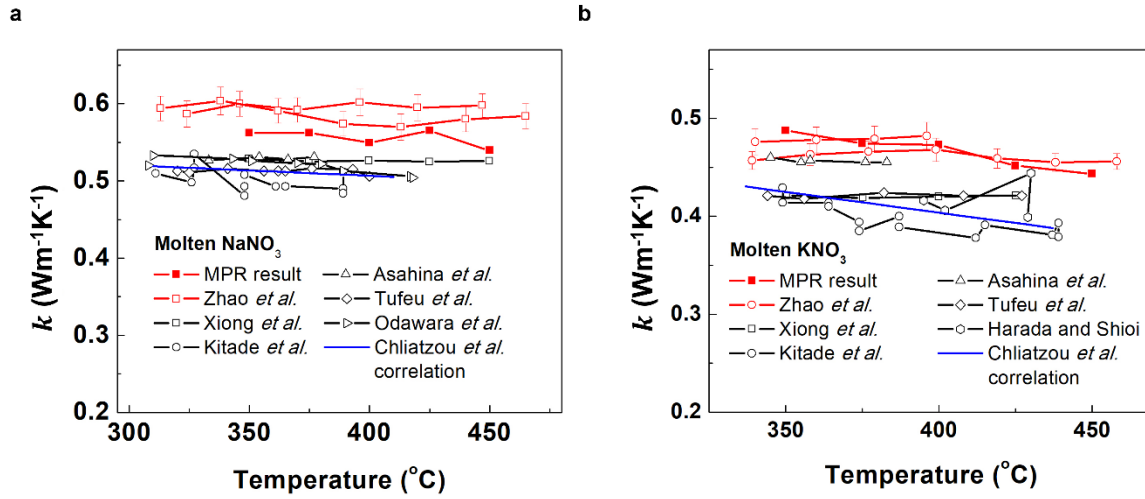 a
k (Wm⁻¹K⁻¹)
0.6
0.5
0.4
0.3
0.2
300 350 400 450
Temperature (°C)
Molten NaNO₃
MPR result
Zhao et al.
Xiong et al.
Kitade et al.
Asahina et al.
Tufeu et al.
Odawara et al.
Chliatzou et al.
correlation
b
k (Wm⁻¹K⁻¹)
0.5
0.4
0.3
0.2
350 400 450
Temperature (°C)
Molten KNO₃
MPR result
Zhao et al.
Xiong et al.
Kitade et al.
Asahina et al.
Tufeu et al.
Harada and Shioi
Chliatzou et al.
correlation